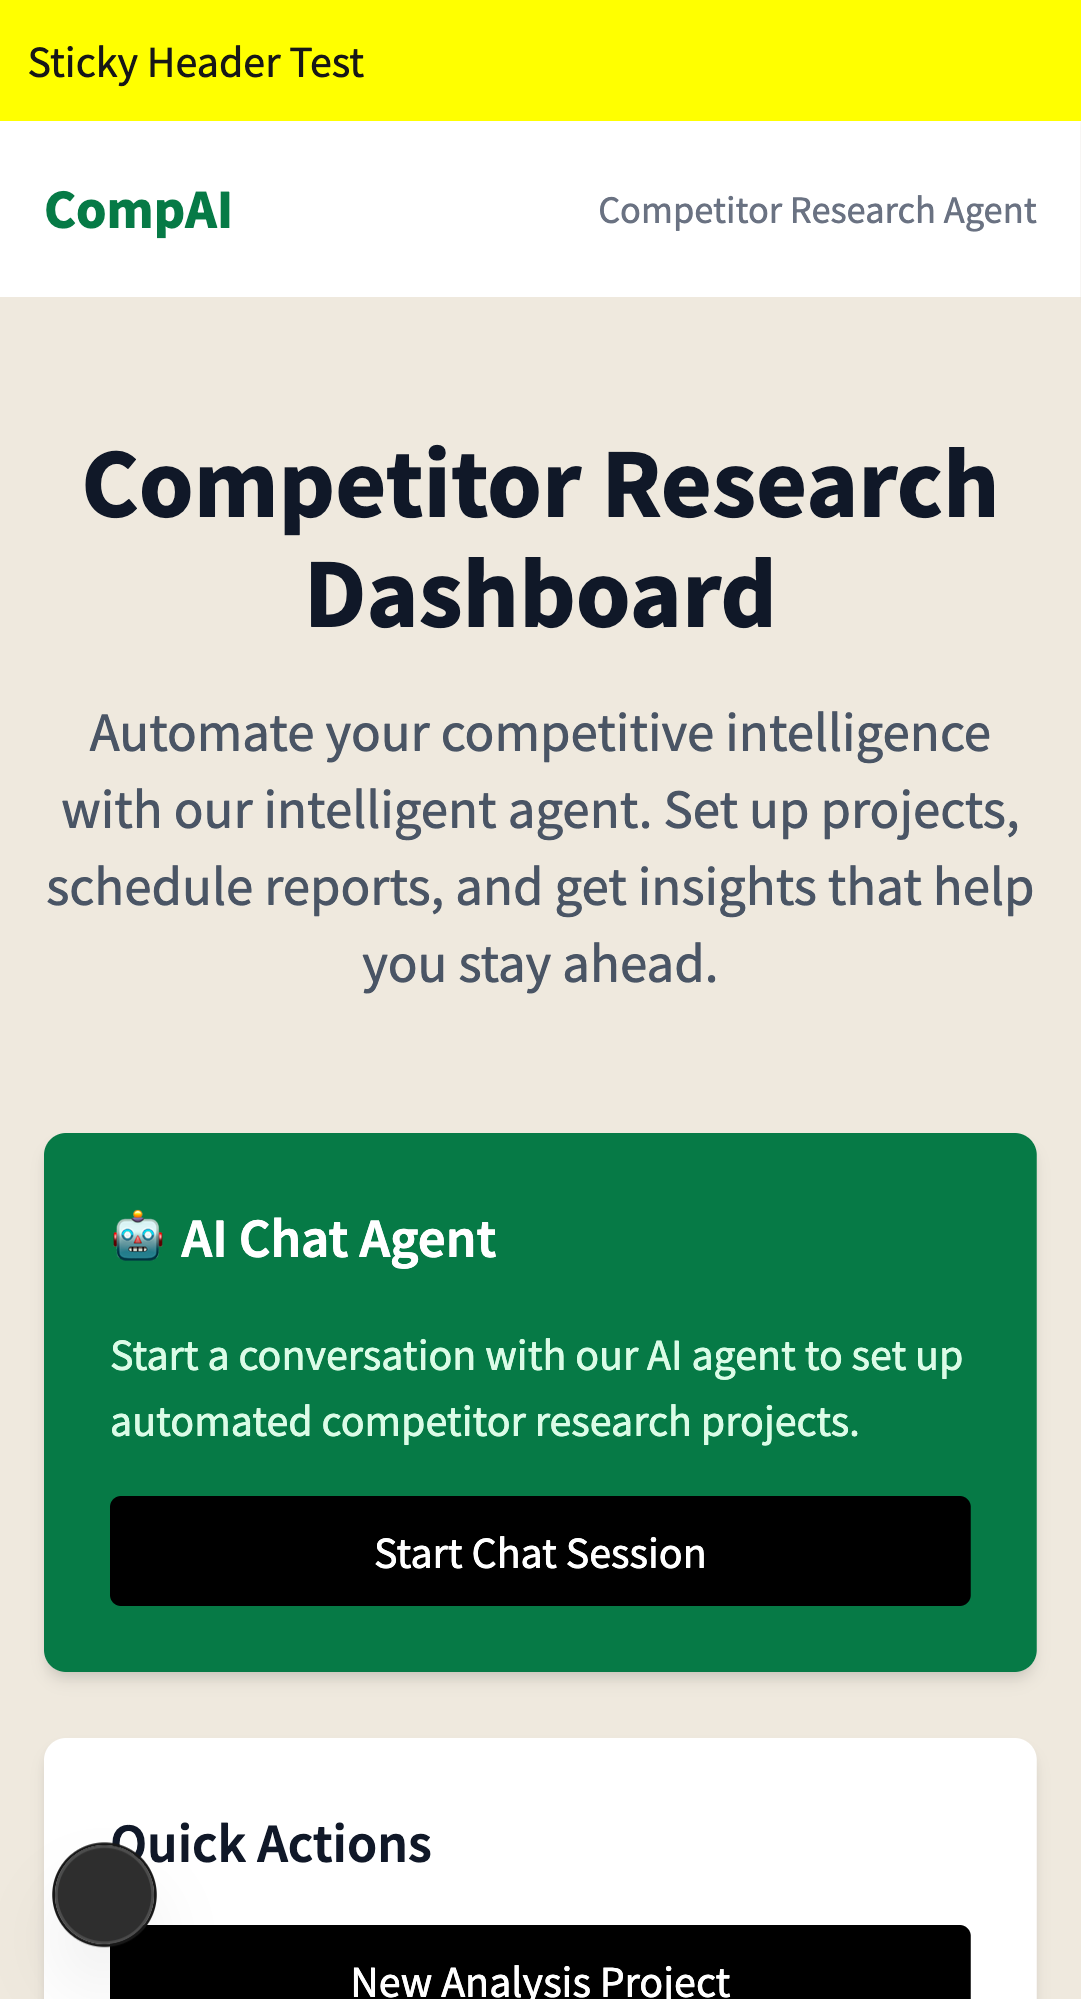 Sticky Header Test
CompAI
Competitor Research Agent
Competitor Research
Dashboard
Automate your competitive intelligence
with our intelligent agent. Set up projects,
schedule reports, and get insights that help
you stay ahead.
🤖 AI Chat Agent
Start a conversation with our AI agent to set up
automated competitor research projects.
Start Chat Session
Quick Actions
New Analysis Project